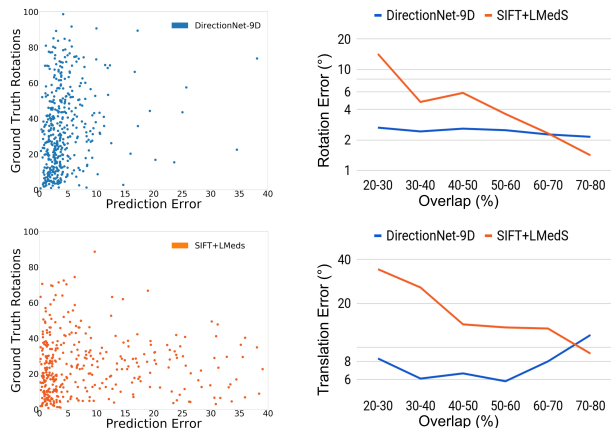 DirectionNet-9D
Ground Truth Rotations
100
80
60
40
20
0
0 5 10 15 20 25 30 35 40
Prediction Error
DirectionNet-9D SIFT+LMedS
Rotation Error (°)
20
10
6
4
2
1
20-30 30-40 40-50 50-60 60-70 70-80
Overlap (%)
SIFT+LMeds
Ground Truth Rotations
100
80
60
40
20
0
0 5 10 15 20 25 30 35 40
Prediction Error
DirectionNet-9D SIFT+LMedS
Translation Error (°)
40
20
8
6
20-30 30-40 40-50 50-60 60-70 70-80
Overlap (%)